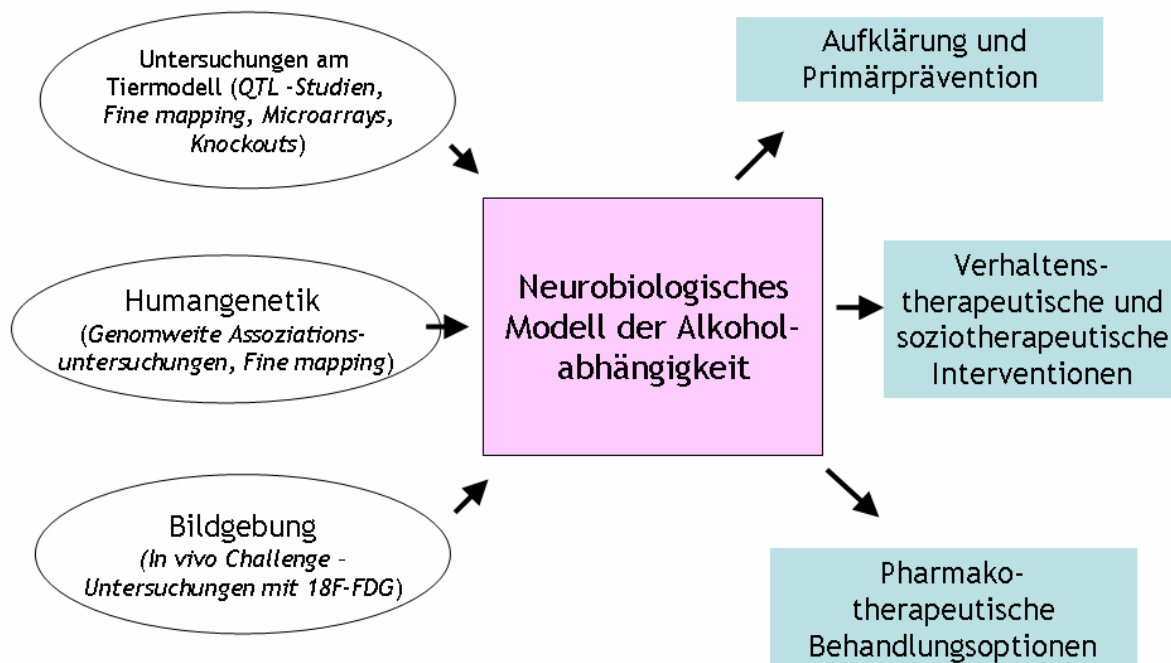 Untersuchungen am
Tiermodell (QTL -Studien,
Fine mapping, Microarrays,
Knockouts)
Humangenetik
(Genomweite Assoziations-
untersuchungen, Fine mapping)
Bildgebung
(In vivo Challenge –
Untersuchungen mit 18F-FDG)
Neurobiologisches
Modell der Alkohol-
abhängigkeit
Aufklärung und
Primärprävention
Verhaltens-
therapeutische und
soziotherapeutische
Interventionen
Pharmako-
therapeutische
Behandlungsoptionen